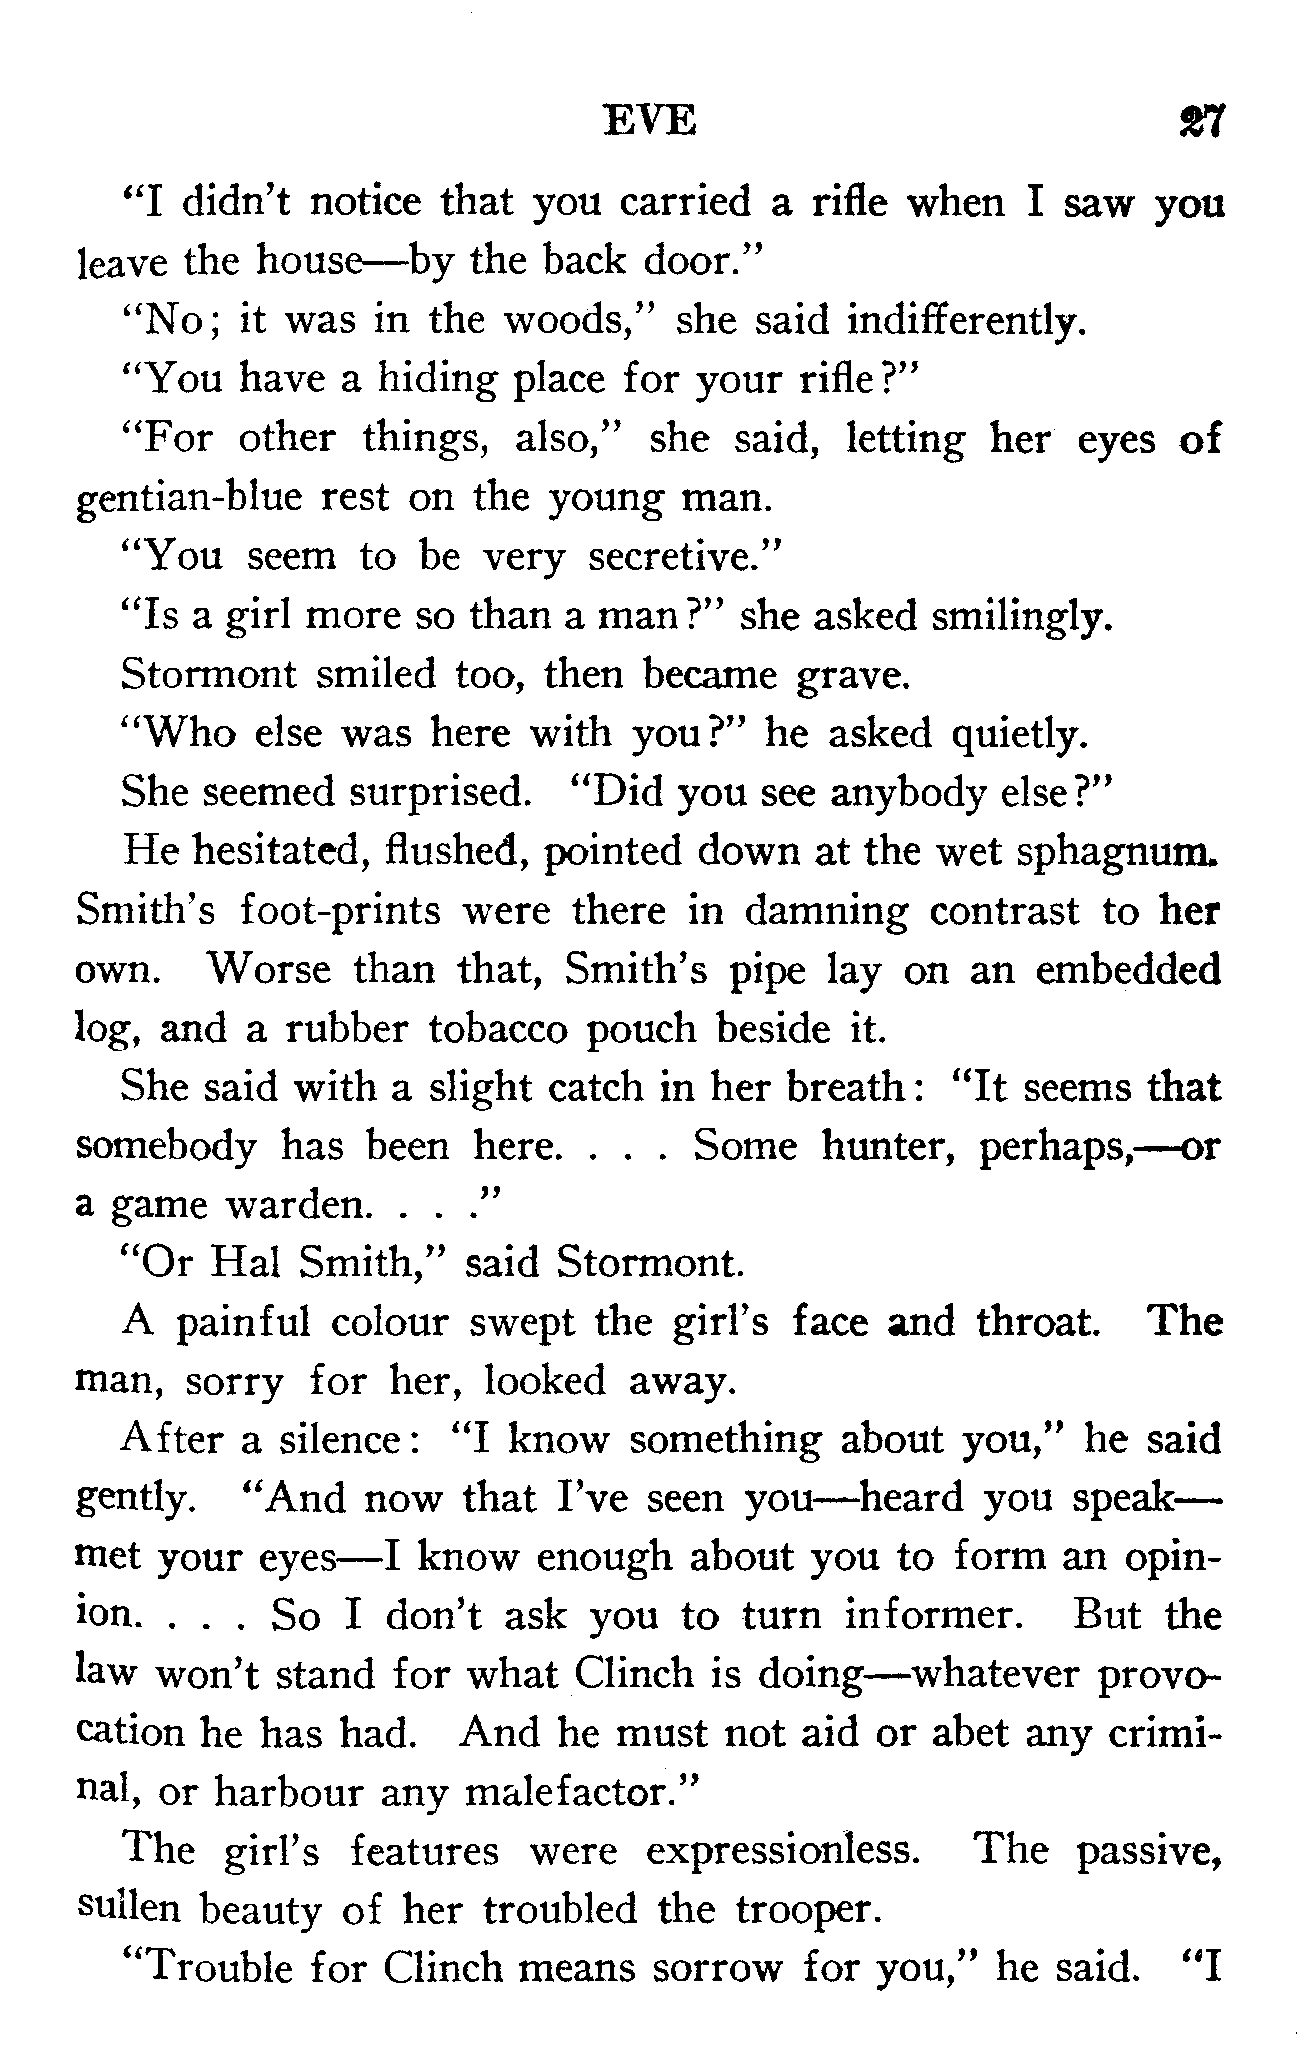 EVE 27
“I didn’t notice that you carried a rifle when I saw you
leave the house—by the back door.”
“No; it was in the woods,” she said indifferently.
“You have a hiding place for your rifle?”
“For other things, also,” she said, letting her eyes of
gentian-blue rest on the young man.
“You seem to be very secretive.”
“Is a girl more so than a man?” she asked smilingly.
Stormont smiled too, then became grave.
“Who else was here with you?” he asked quietly.
She seemed surprised. “Did you see anybody else?”
He hesitated, flushed, pointed down at the wet sphagnum.
Smith’s foot-prints were there in damning contrast to her
own. Worse than that, Smith’s pipe lay on an embedded
log, and a rubber tobacco pouch beside it.
She said with a slight catch in her breath: “It seems that
somebody has been here. . . . Some hunter, perhaps,—or
a game warden. . . .”
“Or Hal Smith,” said Stormont.
A painful colour swept the girl’s face and throat. The
man, sorry for her, looked away.
After a silence: “I know something about you,” he said
gently. “And now that I’ve seen you—heard you speak—
met your eyes—I know enough about you to form an opin-
ion. . . . So I don’t ask you to turn informer. But the
law won’t stand for what Clinch is doing—whatever provo-
cation he has had. And he must not aid or abet any crimi-
nal, or harbour any malefactor.”
The girl’s features were expressionless. The passive,
sullen beauty of her troubled the trooper.
“Trouble for Clinch means sorrow for you,” he said. “I